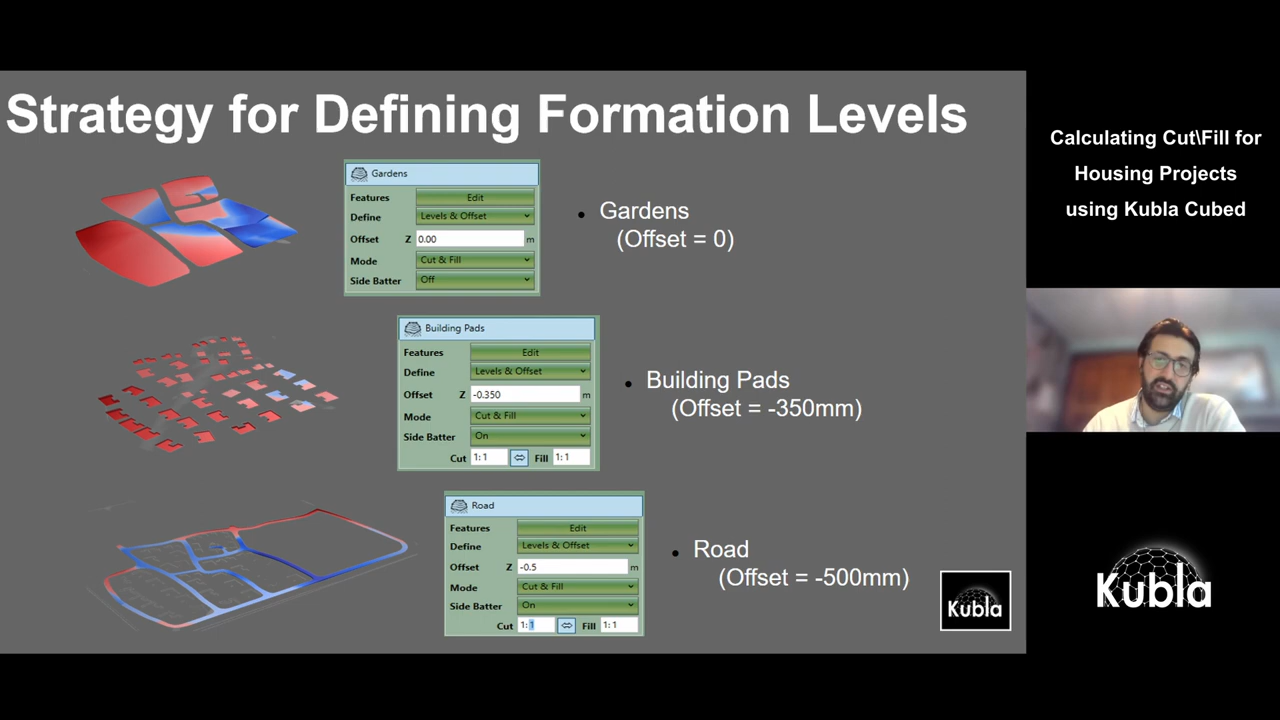 Strategy for Defining Formation Levels
Gardens
Features Edit
Define Levels & Offset
Offset Z 0.00 m
Mode Cut & Fill
Side Batter Off
• Gardens
(Offset = 0)
Building Pads
Features Edit
Define Levels & Offset
Offset Z -0.350 m
Mode Cut & Fill
Side Batter On
Cut 1:1 Fill 1:1
• Building Pads
(Offset = -350mm)
Road
Features Edit
Define Levels & Offset
Offset Z -0.5 m
Mode Cut & Fill
Side Batter On
Cut 1:1 Fill 1:1
• Road
(Offset = -500mm)
Kubla
Calculating Cut\Fill for
Housing Projects
using Kubla Cubed
Kubla